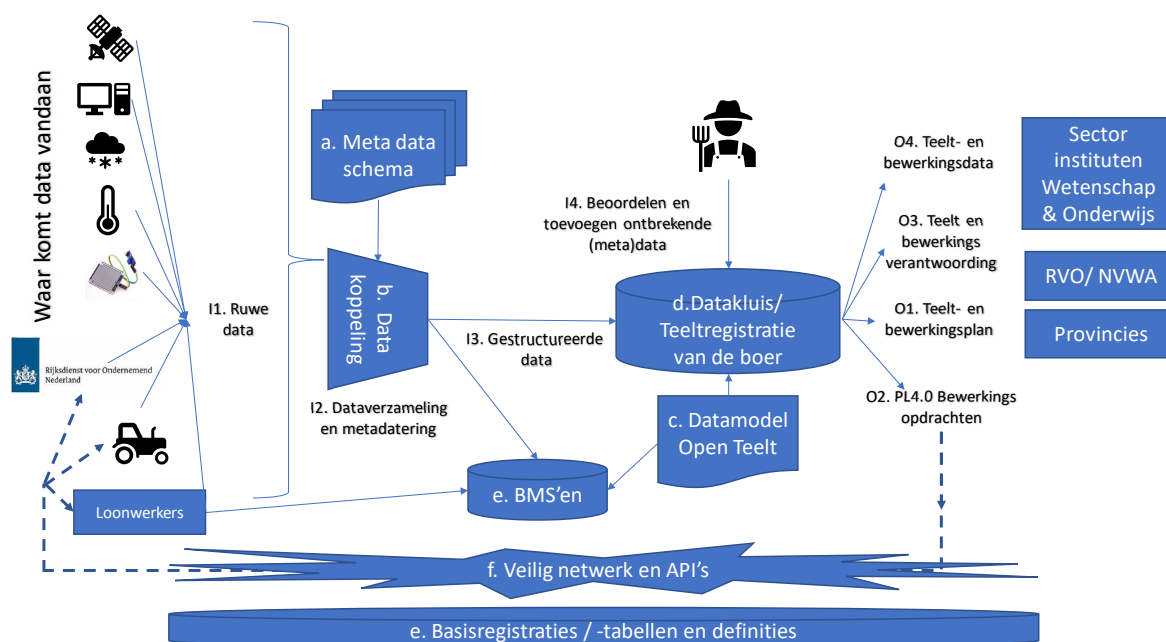 Waar komt data vandaan
Rijksdienst voor Ondernemend
Nederland
Loonwerkers
I1. Ruwe
data
a. Meta data
schema
b. Data
koppeling
I2. Dataverzameling
en metadatering
I3. Gestructureerde
data
I4. Beoordelen en
toevoegen ontbrekende
(meta)data
d.Datakluis/
Teeltregistratie
van de boer
c. Datamodel
Open Teelt
e. BMS’en
O4. Teelt- en
bewerkingsdata
O3. Teelt en
bewerkings
verantwoording
O1. Teelt- en
bewerkingsplan
O2. PL4.0 Bewerkings
opdrachten
Sector
instituten
Wetenschap
& Onderwijs
RVO/ NVWA
Provincies
f. Veilig netwerk en API’s
e. Basisregistraties / -tabellen en definities